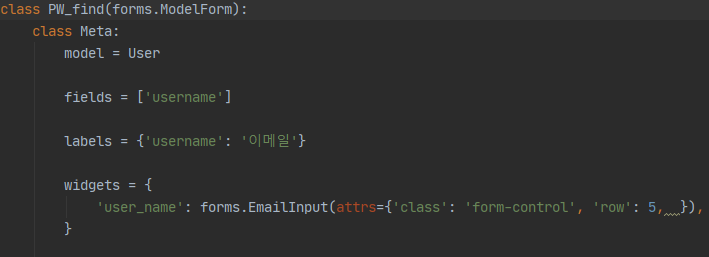 class PW_find(forms.ModelForm):
    class Meta:
        model = User
        fields = ['username']
        labels = {'username': '이메일'}
        widgets = {
            'user_name': forms.EmailInput(attrs={'class': 'form-control', 'row': 5,  }),
        }